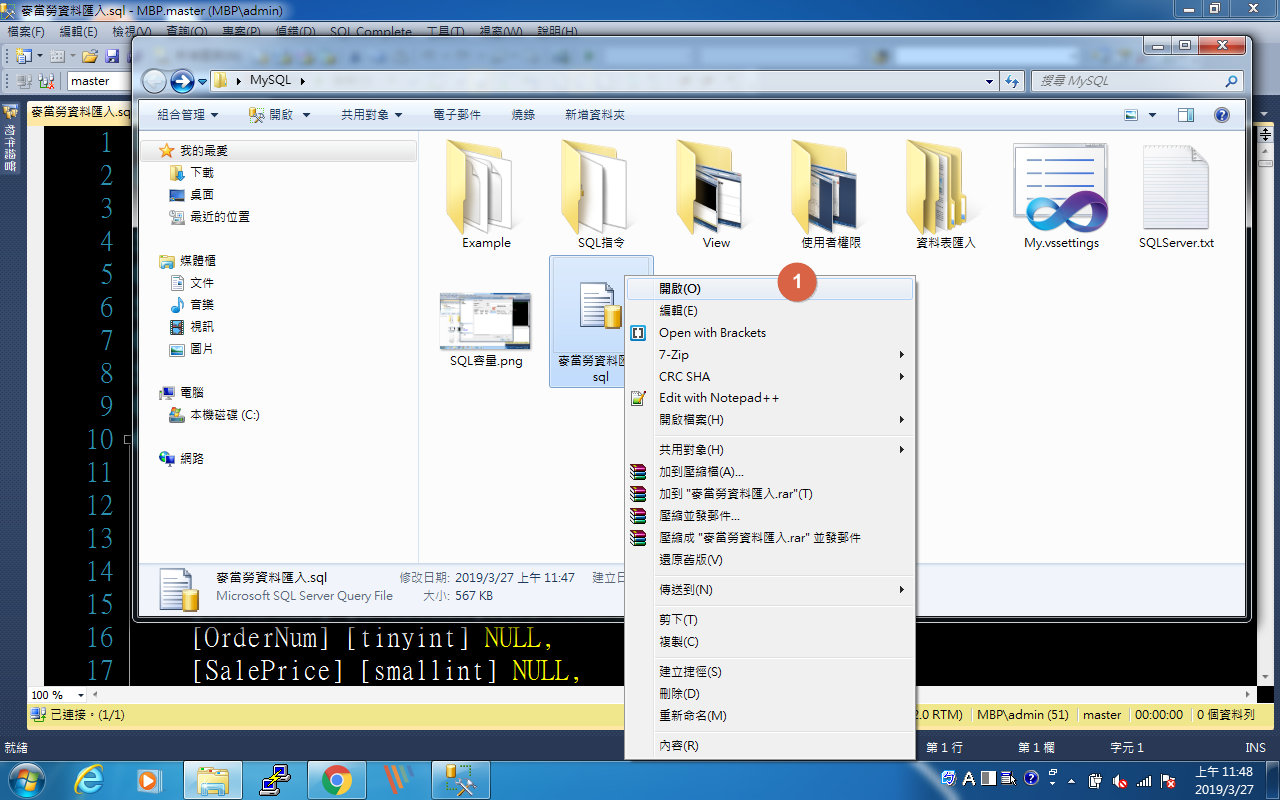 麥當勞資料匯入.sql - MBP.master (MBP\admin)
檔案(F) 編輯(E) 檢視(V) 查詢(Q) 專案(P) 偵錯(D) SQL Complete 工具(T) 視窗(W) 說明(H)
master
MySQL
搜尋 MySQL
組合管理 開啟 共用對象 電子郵件 燒錄 新增資料夾
麥當勞資料匯入.sq
物件總管
我的最愛
下載
桌面
最近的位置
媒體櫃
文件
音樂
視訊
圖片
電腦
本機磁碟 (C:)
網路
Example
SQL指令
View
使用者權限
資料表匯入
My.vssettings
SQLServer.txt
SQL容量.png
麥當勞資料匯
sql
1
開啟(O)
編輯(E)
Open with Brackets
7-Zip
CRC SHA
Edit with Notepad++
開啟檔案(H)
共用對象(H)
加到壓縮檔(A)...
加到 "麥當勞資料匯入.rar"(T)
壓縮並發郵件...
壓縮成 "麥當勞資料匯入.rar" 並發郵件
還原舊版(V)
傳送到(N)
剪下(T)
複製(C)
建立捷徑(S)
刪除(D)
重新命名(M)
內容(R)
麥當勞資料匯入.sql 修改日期: 2019/3/27 上午 11:47 建立日
Microsoft SQL Server Query File 大小: 567 KB
1
2
3
4
5
6
7
8
9
10
11
12
13
14
15
16 [OrderNum] [tinyint] NULL,
17 [SalePrice] [smallint] NULL,
100 %
已連接。(1/1) 2.0 RTM) MBP\admin (51) master 00:00:00 0 個資料列
就緒 第 1 行 第 1 欄 字元 1 INS
A
上午 11:48
2019/3/27